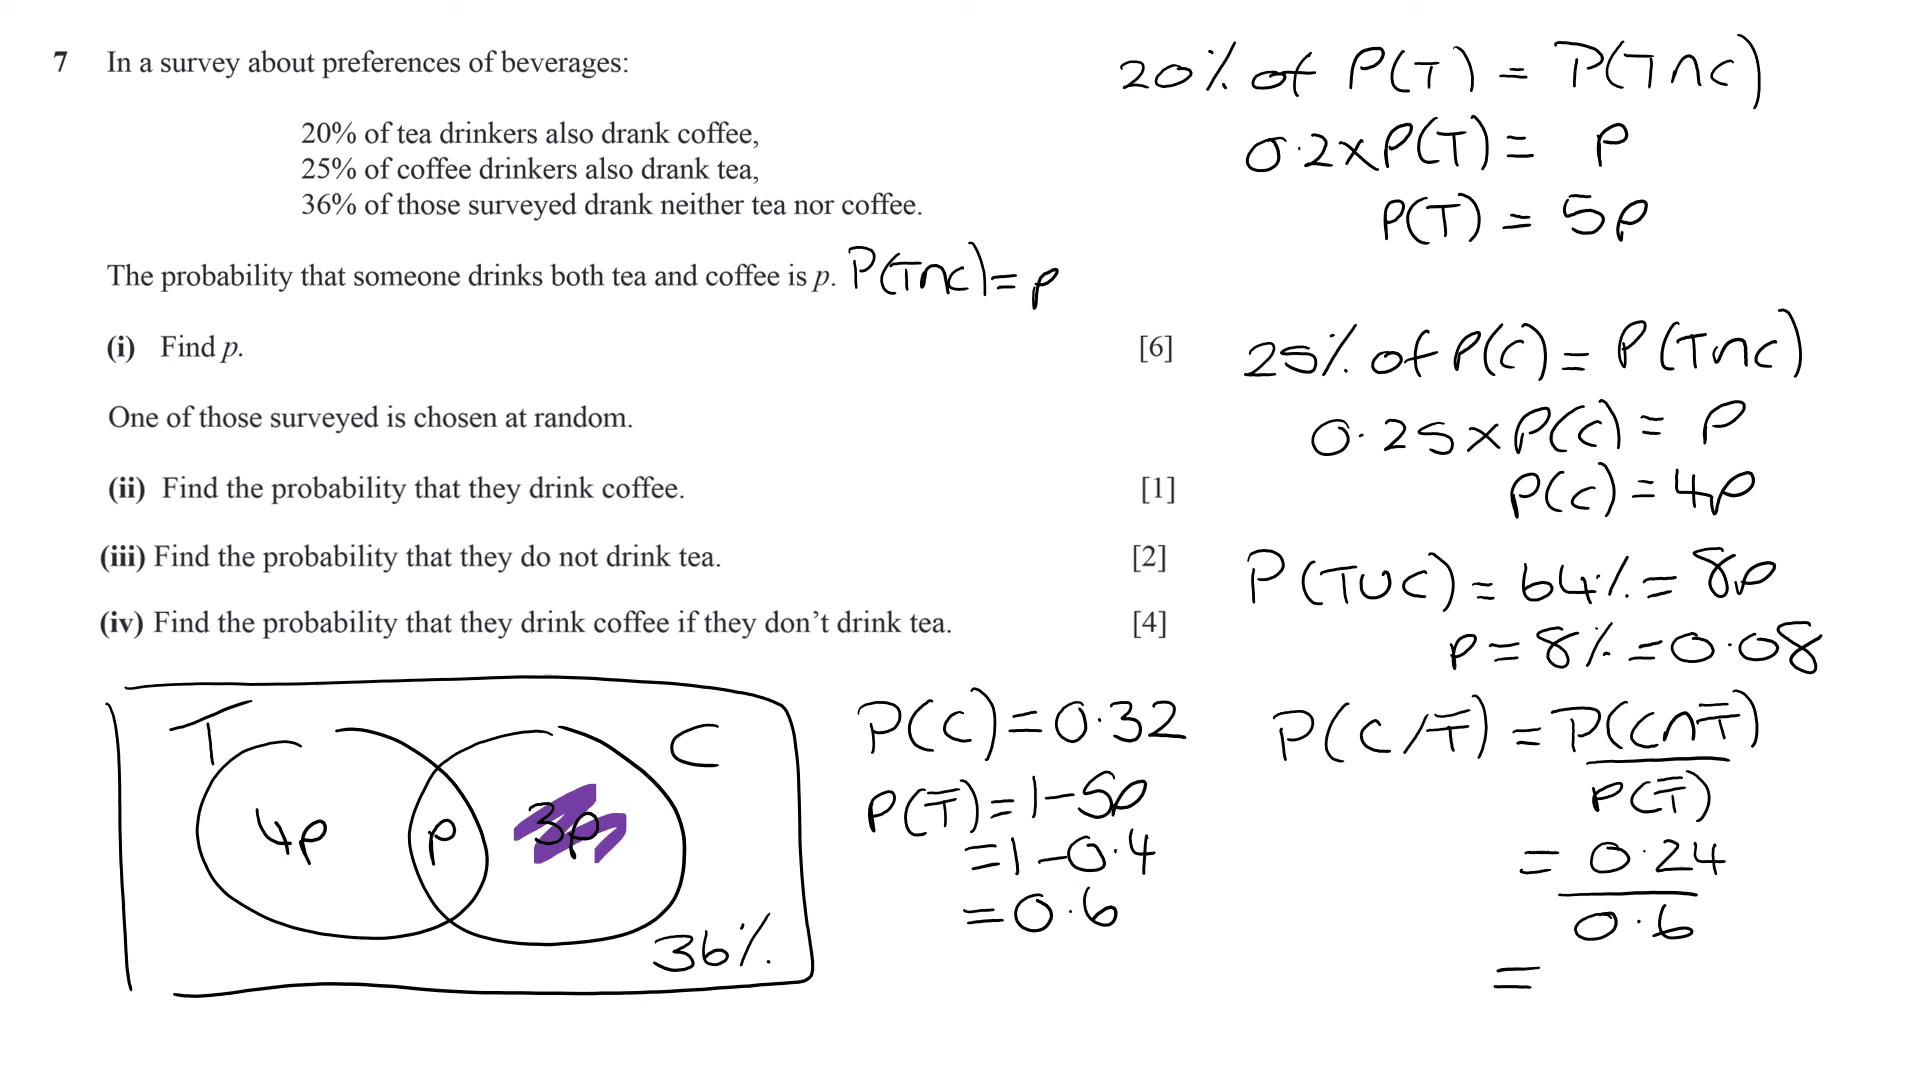 7 In a survey about preferences of beverages:
20% of tea drinkers also drank coffee,
25% of coffee drinkers also drank tea,
36% of those surveyed drank neither tea nor coffee.
The probability that someone drinks both tea and coffee is p. P(T∩C)=p
(i) Find p. [6]
One of those surveyed is chosen at random.
(ii) Find the probability that they drink coffee. [1]
(iii) Find the probability that they do not drink tea. [2]
(iv) Find the probability that they drink coffee if they don't drink tea. [4]
20% of P(T) = P(T∩C)
0.2×P(T) = p
P(T) = 5p
25% of P(C) = P(T∩C)
0.25×P(C) = p
P(C) = 4p
P(T∪C) = 64% = 8p
p = 8% = 0.08
T C
4p p 3p
36%
P(C) = 0.32
P(T̅) = 1-5p
= 1-0.4
= 0.6
P(C/T̅) = P(C∩T̅)
P(T̅)
= 0.24
0.6
=